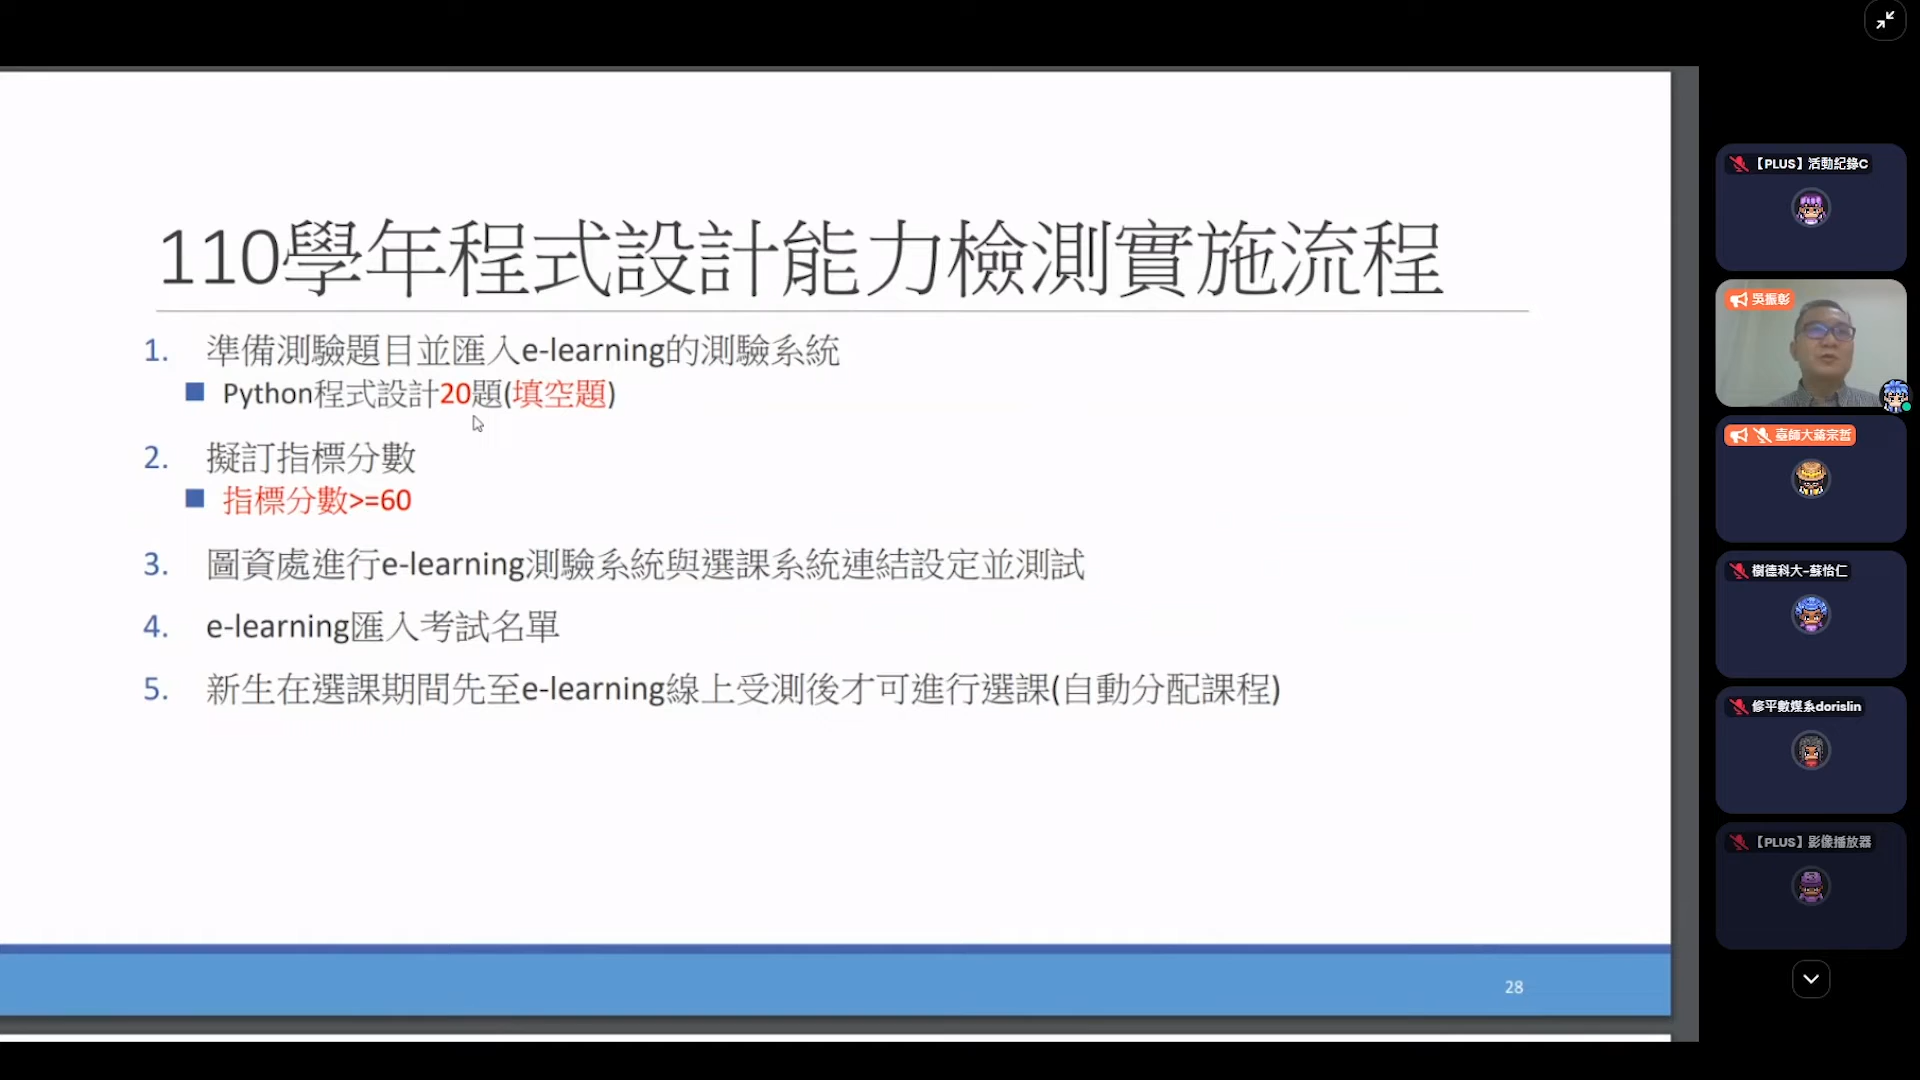 110學年程式設計能力檢測實施流程
1. 準備測驗題目並匯入e-learning的測驗系統
■ Python程式設計20題(填空題)
2. 擬訂指標分數
■ 指標分數>=60
3. 圖資處進行e-learning測驗系統與選課系統連結設定並測試
4. e-learning匯入考試名單
5. 新生在選課期間先至e-learning線上受測後才可進行選課(自動分配課程)
28
【PLUS】活動紀錄C
吳振彰
臺師大蔣宗哲
樹德科大-蘇怡仁
修平數媒系dorislin
【PLUS】影像播放器